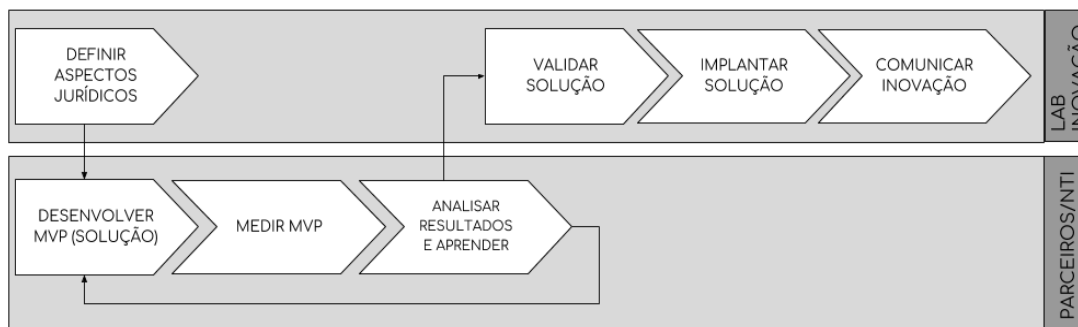 DEFINIR
ASPECTOS
JURÍDICOS
VALIDAR
SOLUÇÃO
IMPLANTAR
SOLUÇÃO
COMUNICAR
INOVAÇÃO
LAB
INOVAÇÃO
DESENVOLVER
MVP (SOLUÇÃO)
MEDIR MVP
ANALISAR
RESULTADOS
E APRENDER
PARCEIROS/NTI